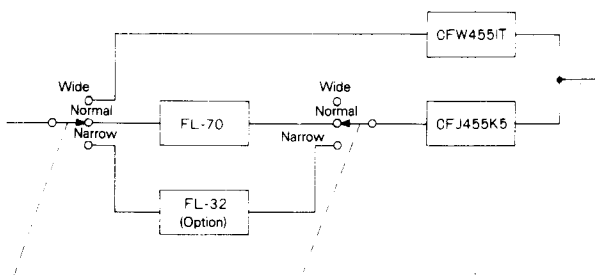 CFW455IT
Wide
Normal
Narrow
FL-70
Wide
Normal
Narrow
CFJ455K5
FL-32
(Option)